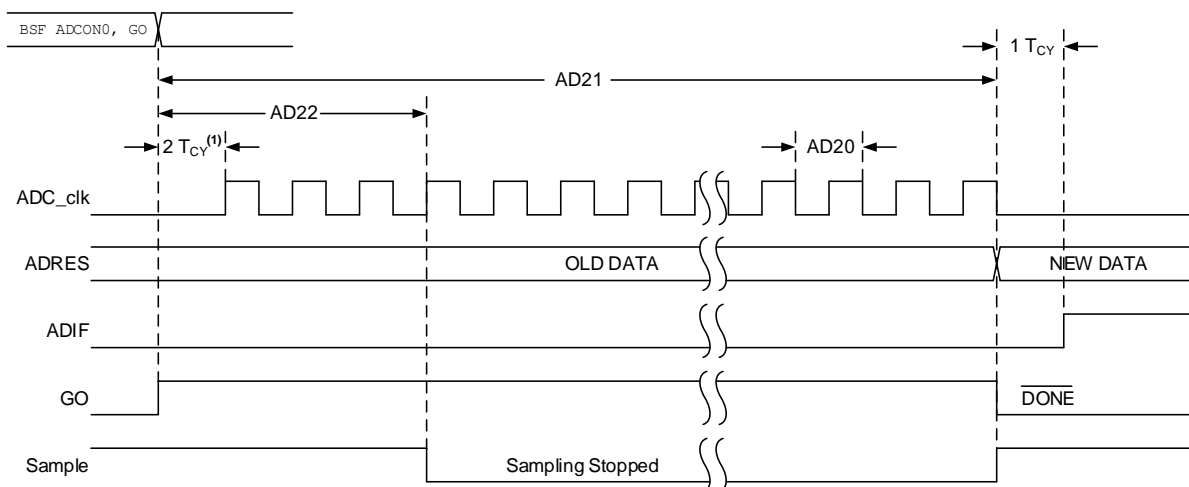 BSF ADCON0, GO
1 TCY
AD21
AD22
2 TCY(1)
AD20
ADC_clk
ADRES
OLD DATA
NEW DATA
ADIF
GO
DONE
Sample
Sampling Stopped